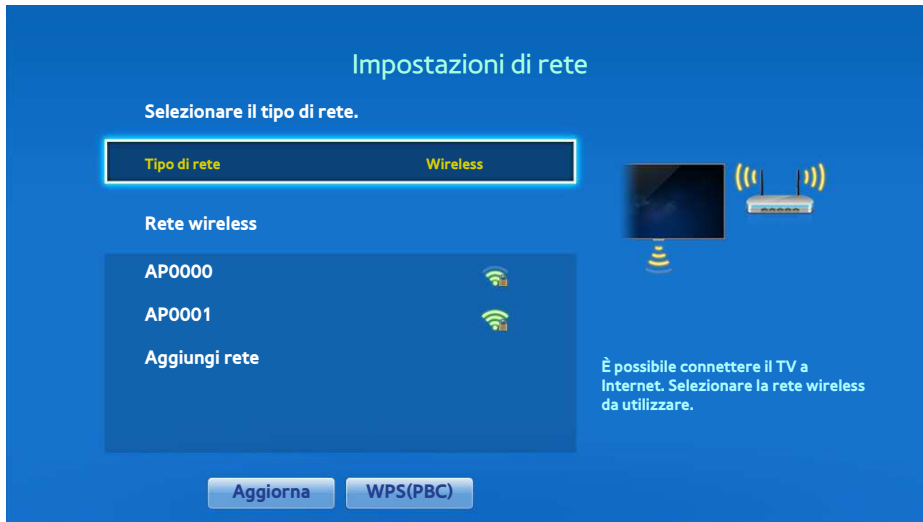 Impostazioni di rete
Selezionare il tipo di rete.
Tipo di rete Wireless
Rete wireless
AP0000
AP0001
Aggiungi rete
È possibile connettere il TV a
Internet. Selezionare la rete wireless
da utilizzare.
Aggiorna WPS(PBC)